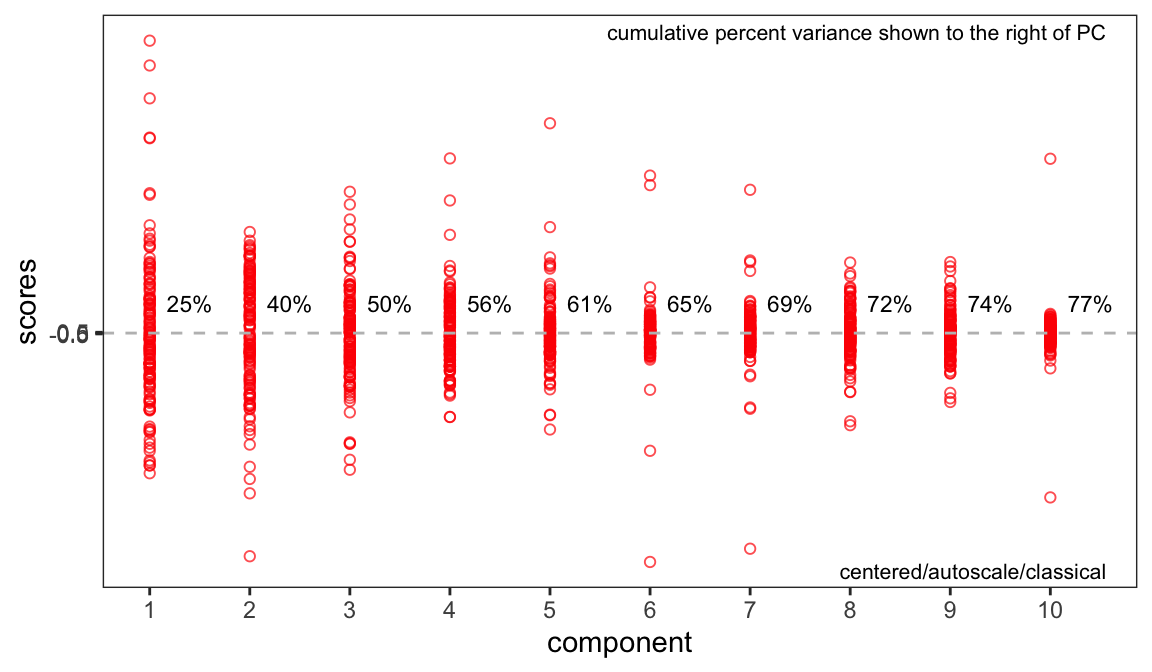 cumulative percent variance shown to the right of PC
scores
25% 40% 50% 56% 61% 65% 69% 72% 74% 77%
centered/autoscale/classical
1 2 3 4 5 6 7 8 9 10
component